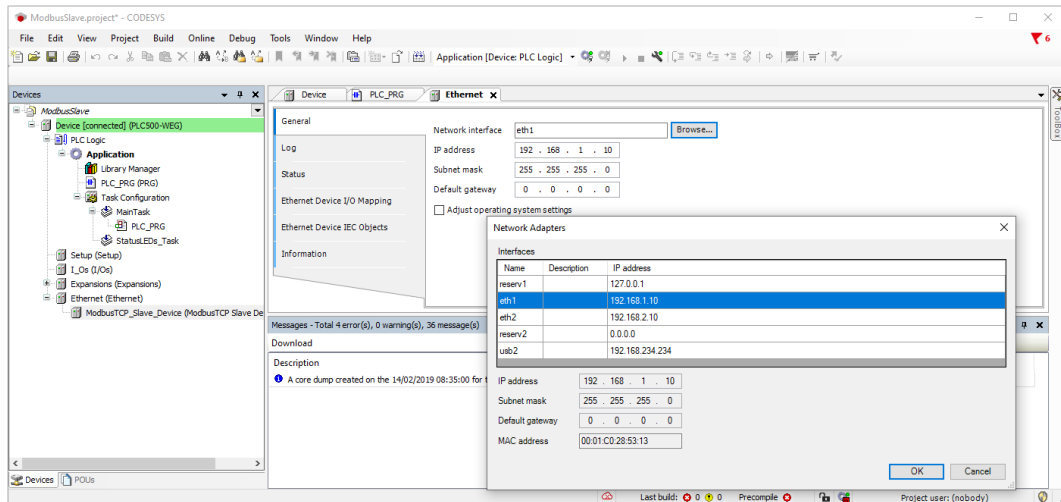 ModbusSlave.project* - CODESYS
File Edit View Project Build Online Debug Tools Window Help
6
Application [Device: PLC Logic]
Devices
ModbusSlave
Device [connected] (PLC500-WEG)
PLC Logic
Application
Library Manager
PLC_PRG (PRG)
Task Configuration
MainTask
PLC_PRG
StatusLEDs_Task
Setup (Setup)
I_Os (I/Os)
Expansions (Expansions)
Ethernet (Ethernet)
ModbusTCP_Slave_Device (ModbusTCP Slave De
Devices POUs
Device PLC_PRG Ethernet
General
Log
Status
Ethernet Device I/O Mapping
Ethernet Device IEC Objects
Information
Network interface eth1 Browse...
IP address 192 . 168 . 1 . 10
Subnet mask 255 . 255 . 255 . 0
Default gateway 0 . 0 . 0 . 0
Adjust operating system settings
ToolBox
Messages - Total 4 error(s), 0 warning(s), 36 message(s)
Download
Description
A core dump created on the 14/02/2019 08:35:00 for t
Network Adapters
Interfaces
Name Description IP address
reserv1 127.0.0.1
eth1 192.168.1.10
eth2 192.168.2.10
reserv2 0.0.0.0
usb2 192.168.234.234
IP address 192 . 168 . 1 . 10
Subnet mask 255 . 255 . 255 . 0
Default gateway 0 . 0 . 0 . 0
MAC address 00:01:C0:28:53:13
OK Cancel
Last build: 0 0 Precompile Project user: (nobody)